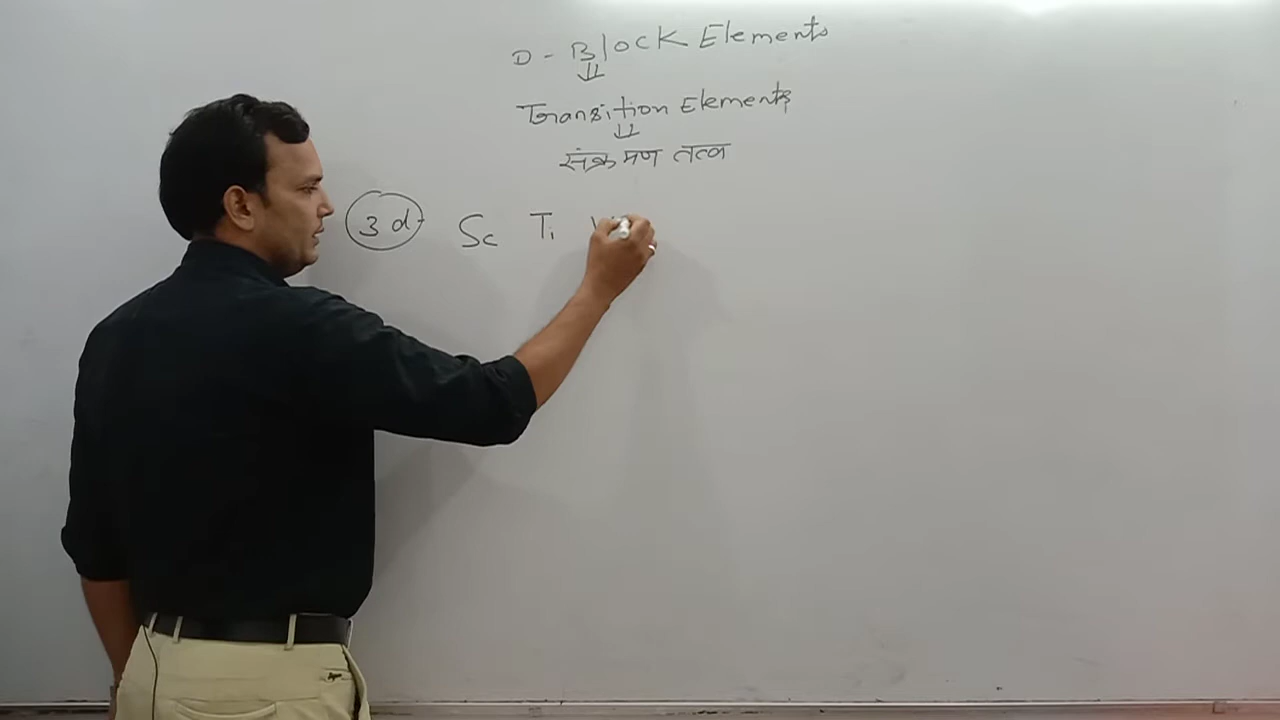 D - Block Elements
⇓
Transition Elements
⇓
संक्रमण तत्व
3d Sc Ti V